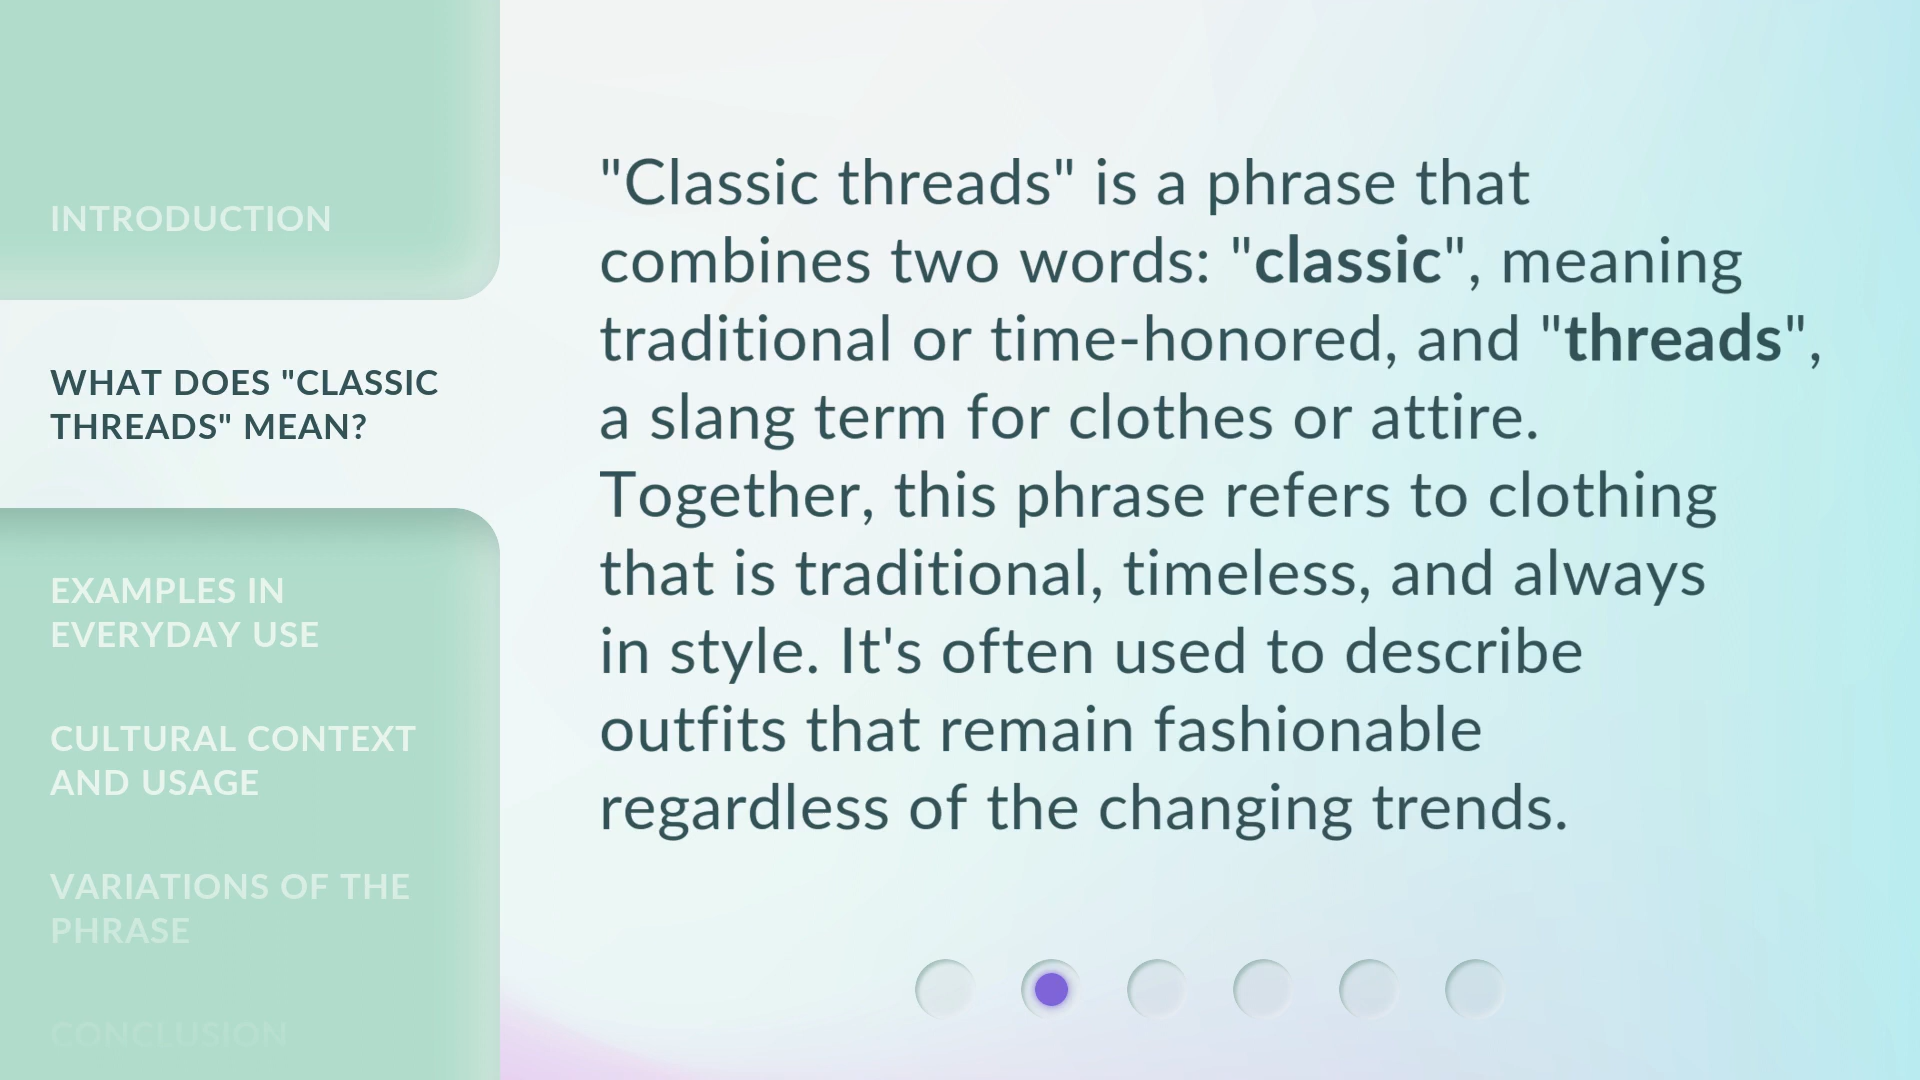 INTRODUCTION
WHAT DOES "CLASSIC
THREADS" MEAN?
EXAMPLES IN
EVERYDAY USE
CULTURAL CONTEXT
AND USAGE
VARIATIONS OF THE
PHRASE
CONCLUSION
"Classic threads" is a phrase that
combines two words: "classic", meaning
traditional or time-honored, and "threads",
a slang term for clothes or attire.
Together, this phrase refers to clothing
that is traditional, timeless, and always
in style. It's often used to describe
outfits that remain fashionable
regardless of the changing trends.